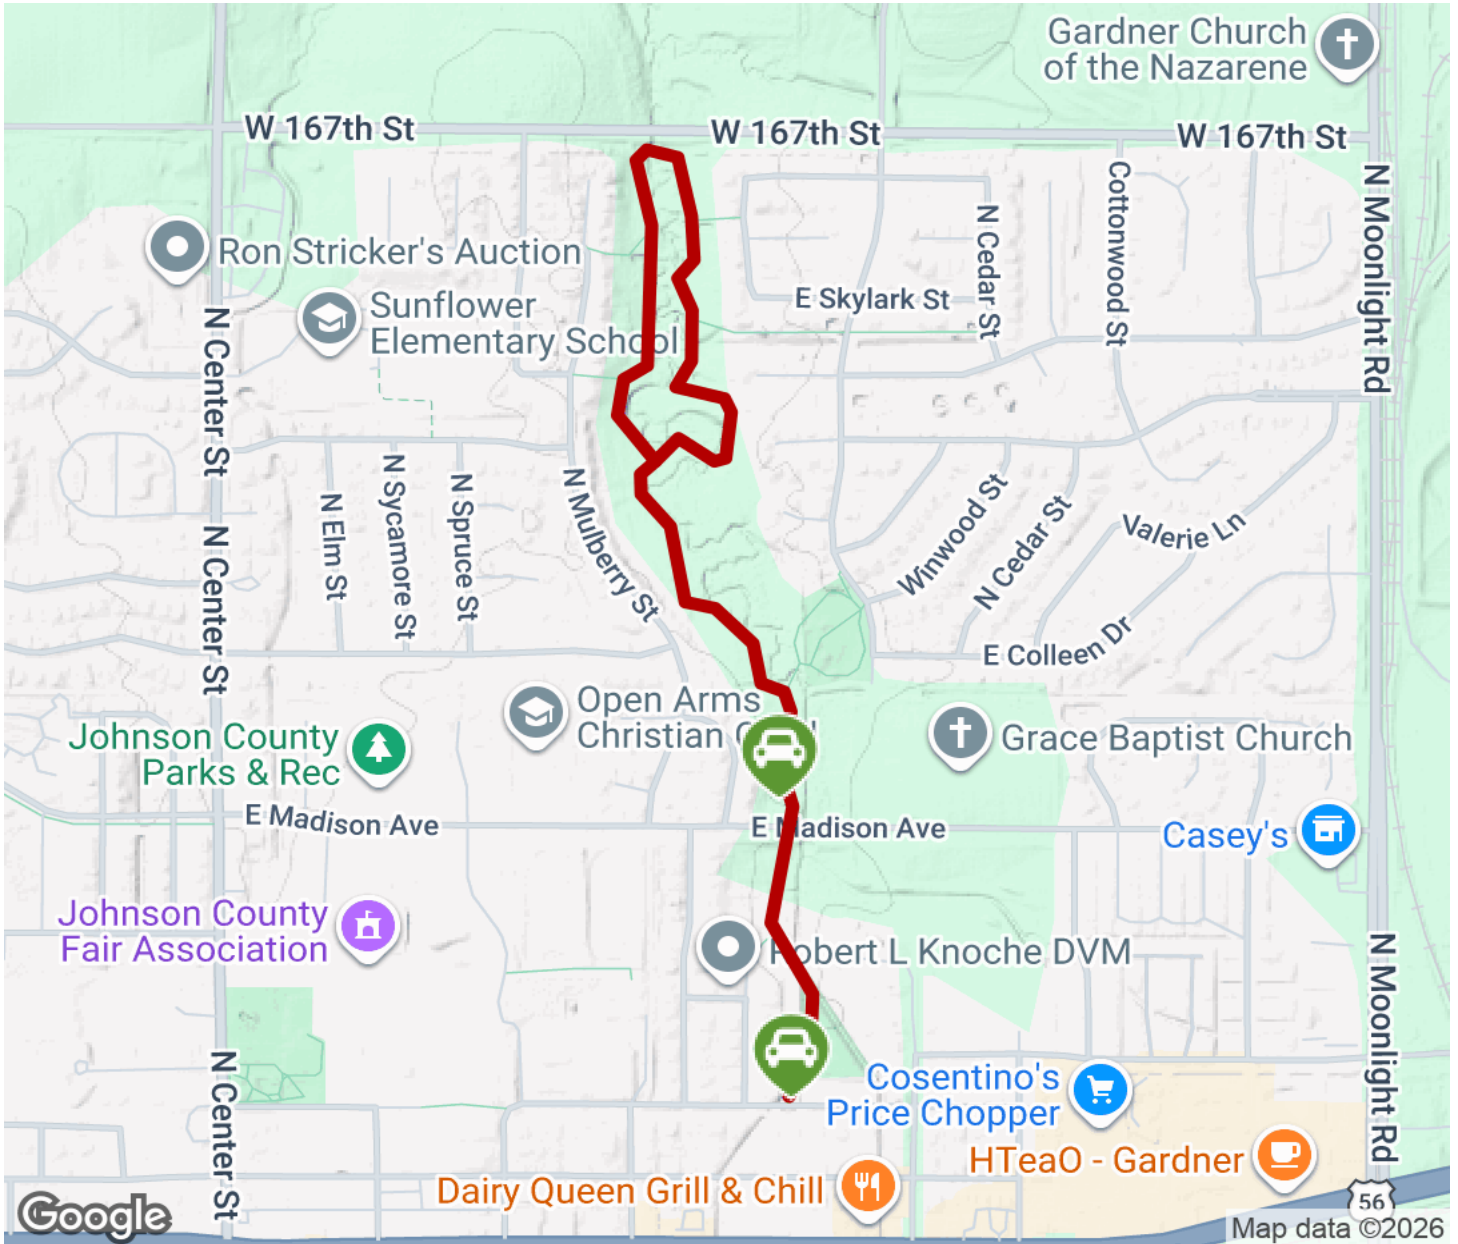 Gardner Church
of the Nazarene
W 167th St
W 167th St
W 167th St
Cottonwood St
N Moonlight Rd
N Cedar St
Ron Stricker's Auction
E Skylark St
Sunflower
Elementary School
N Center St
N Elm St
N Sycamore St
N Spruce St
N Mulberry St
Winwood St
N Cedar St
Valerie Ln
N Center St
E Colleen Dr
Open Arms
Christian
Johnson County
Parks & Rec
Grace Baptist Church
E Madison Ave
E Madison Ave
Casey's
Johnson County
Fair Association
Robert L Knoche DVM
N Moonlight Rd
N Center St
Cosentino's
Price Chopper
HTeaO - Gardner
Dairy Queen Grill & Chill
56
Google
Map data ©2026